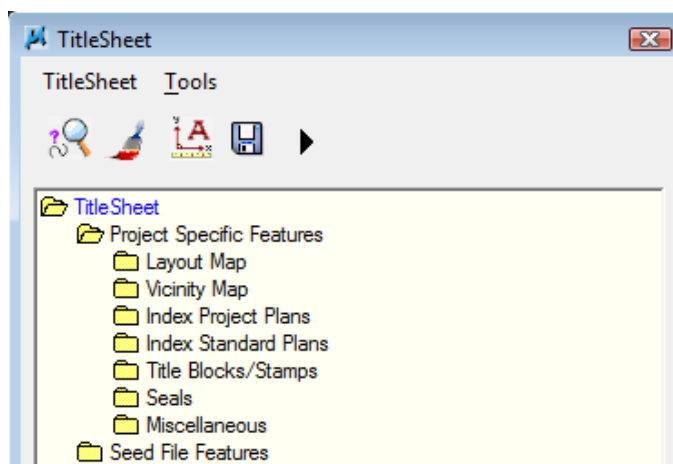 TitleSheet
TitleSheet Tools
TitleSheet
Project Specific Features
Layout Map
Vicinity Map
Index Project Plans
Index Standard Plans
Title Blocks/Stamps
Seals
Miscellaneous
Seed File Features